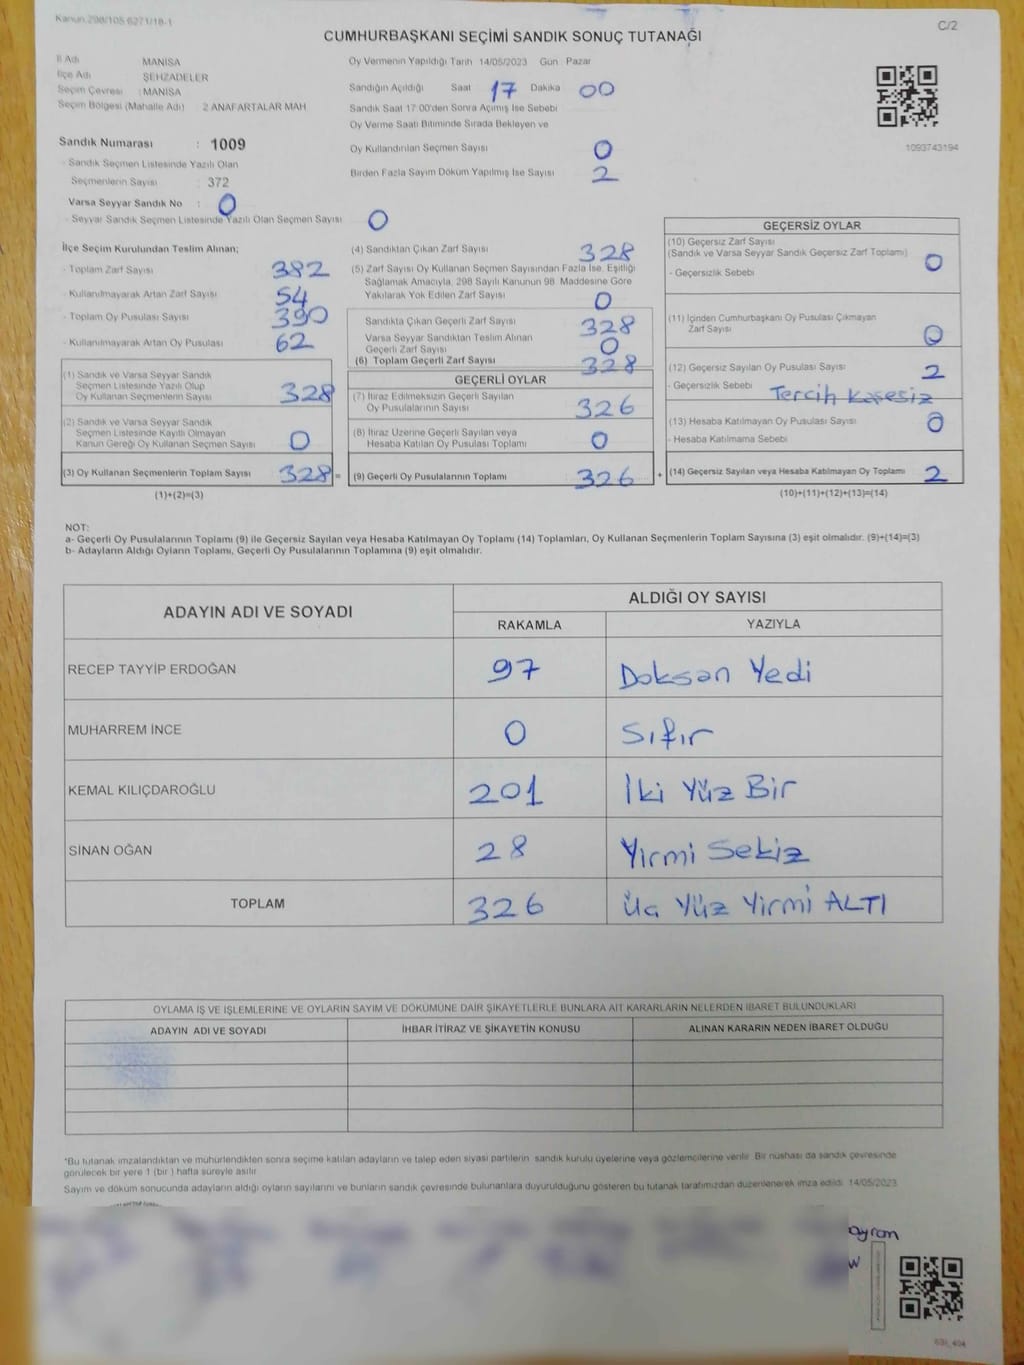 Kanun 298/105 6271/18-1
C/2
CUMHURBAŞKANI SEÇİMİ SANDIK SONUÇ TUTANAĞI
İl Adı MANİSA
İlçe Adı ŞEHZADELER
Seçim Çevresi : MANİSA
Seçim Bölgesi (Mahalle Adı) 2 ANAFARTALAR MAH
Oy Vermenin Yapıldığı Tarih 14/05/2023 Gün Pazar
Sandığın Açıldığı Saat 17 Dakika 00
Sandık Saat 17:00'den Sonra Açılmış İse Sebebi
Oy Verme Saati Bitiminde Sırada Bekleyen ve
Oy Kullandırılan Seçmen Sayısı 0
Birden Fazla Sayım Döküm Yapılmış İse Sayısı 2
1093743194
Sandık Numarası : 1009
- Sandık Seçmen Listesinde Yazılı Olan
Seçmenlerin Sayısı : 372
Varsa Seyyar Sandık No : 0
- Seyyar Sandık Seçmen Listesinde Yazılı Olan Seçmen Sayısı 0
İlçe Seçim Kurulundan Teslim Alınan;
- Toplam Zarf Sayısı 382
- Kullanılmayarak Artan Zarf Sayısı 54
- Toplam Oy Pusulası Sayısı 390
- Kullanılmayarak Artan Oy Pusulası 62
(1) Sandık ve Varsa Seyyar Sandık
Seçmen Listesinde Yazılı Olup
Oy Kullanan Seçmenlerin Sayısı 328
(2) Sandık ve Varsa Seyyar Sandık
Seçmen Listesinde Kayıtlı Olmayan
Kanun Gereği Oy Kullanan Seçmen Sayısı 0
(3) Oy Kullanan Seçmenlerin Toplam Sayısı 328 =
(1)+(2)=(3)
(4) Sandıktan Çıkan Zarf Sayısı 328
(5) Zarf Sayısı Oy Kullanan Seçmen Sayısından Fazla İse, Eşitliği
Sağlamak Amacıyla, 298 Sayılı Kanunun 98. Maddesine Göre
Yakılarak Yok Edilen Zarf Sayısı 0
Sandıkta Çıkan Geçerli Zarf Sayısı 328
Varsa Seyyar Sandıktan Teslim Alınan
Geçerli Zarf Sayısı 0
(6) Toplam Geçerli Zarf Sayısı 328
GEÇERLİ OYLAR
(7) İtiraz Edilmeksizin Geçerli Sayılan
Oy Pusulalarının Sayısı 326
(8) İtiraz Üzerine Geçerli Sayılan veya
Hesaba Katılan Oy Pusulası Toplamı 0
(9) Geçerli Oy Pusulalarının Toplamı 326 +
GEÇERSİZ OYLAR
(10) Geçersiz Zarf Sayısı
(Sandık ve Varsa Seyyar Sandık Geçersiz Zarf Toplamı) 0
- Geçersizlik Sebebi
(11) İçinden Cumhurbaşkanı Oy Pusulası Çıkmayan
Zarf Sayısı 0
(12) Geçersiz Sayılan Oy Pusulası Sayısı 2
- Geçersizlik Sebebi Tercih kaşesiz
(13) Hesaba Katılmayan Oy Pusulası Sayısı 0
- Hesaba Katılmama Sebebi
(14) Geçersiz Sayılan veya Hesaba Katılmayan Oy Toplamı 2
(10)+(11)+(12)+(13)=(14)
NOT:
a- Geçerli Oy Pusulalarının Toplamı (9) ile Geçersiz Sayılan veya Hesaba Katılmayan Oy Toplamı (14) Toplamları, Oy Kullanan Seçmenlerin Toplam Sayısına (3) eşit olmalıdır. (9)+(14)=(3)
b- Adayların Aldığı Oyların Toplamı, Geçerli Oy Pusulalarının Toplamına (9) eşit olmalıdır.
ADAYIN ADI VE SOYADI ALDIĞI OY SAYISI
RAKAMLA YAZIYLA
RECEP TAYYİP ERDOĞAN 97 Doksan Yedi
MUHARREM İNCE 0 Sıfır
KEMAL KILIÇDAROĞLU 201 İki Yüz Bir
SİNAN OĞAN 28 Yirmi Sekiz
TOPLAM 326 Üç Yüz Yirmi ALTI
OYLAMA İŞ VE İŞLEMLERİNE VE OYLARIN SAYIM VE DÖKÜMÜNE DAİR ŞİKAYETLERLE BUNLARA AİT KARARLARIN NELERDEN İBARET BULUNDUKLARI
ADAYIN ADI VE SOYADI İHBAR İTİRAZ VE ŞİKAYETİN KONUSU ALINAN KARARIN NEDEN İBARET OLDUĞU
*Bu tutanak imzalandıktan ve mühürlendikten sonra seçime katılan adayların ve talep eden siyasi partilerin sandık kurulu üyelerine veya gözlemcilerine verilir. Bir nüshası da sandık çevresinde
görülecek bir yere 1 (bir ) hafta süreyle asılır
Sayım ve döküm sonucunda adayların aldığı oyların sayılarını ve bunların sandık çevresinde bulunanlara duyurulduğunu gösteren bu tutanak tarafımızdan düzenlenerek imza edildi. 14/05/2023